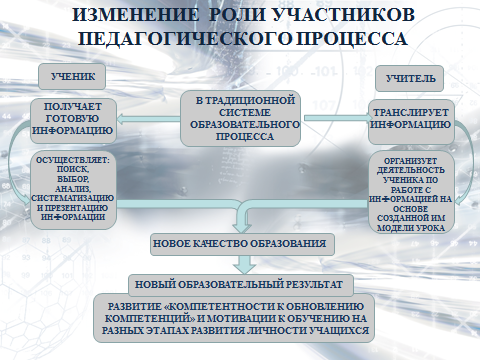 ИЗМЕНЕНИЕ РОЛИ УЧАСТНИКОВ
ПЕДАГОГИЧЕСКОГО ПРОЦЕССА
УЧЕНИК
УЧИТЕЛЬ
ПОЛУЧАЕТ
ГОТОВУЮ
ИНФОРМАЦИЮ
В ТРАДИЦИОННОЙ
СИСТЕМЕ
ОБРАЗОВАТЕЛЬНОГО
ПРОЦЕССА
ТРАНСЛИРУЕТ
ИНФОРМАЦИЮ
ОСУЩЕСТВЛЯЕТ:
ПОИСК,
ВЫБОР,
АНАЛИЗ,
СИСТЕМАТИЗАЦИЮ
И ПРЕЗЕНТАЦИЮ
ИНФОРМАЦИИ
ОРГАНИЗУЕТ
ДЕЯТЕЛЬНОСТЬ
УЧЕНИКА ПО
РАБОТЕ С
ИНФОРМАЦИЕЙ НА
ОСНОВЕ
СОЗДАННОЙ ИМ
МОДЕЛИ УРОКА
НОВОЕ КАЧЕСТВО ОБРАЗОВАНИЯ
НОВЫЙ ОБРАЗОВАТЕЛЬНЫЙ РЕЗУЛЬТАТ
РАЗВИТИЕ «КОМПЕТЕНТНОСТИ К ОБНОВЛЕНИЮ
КОМПЕТЕНЦИЙ» И МОТИВАЦИИ К ОБУЧЕНИЮ НА
РАЗНЫХ ЭТАПАХ РАЗВИТИЯ ЛИЧНОСТИ УЧАЩИХСЯ